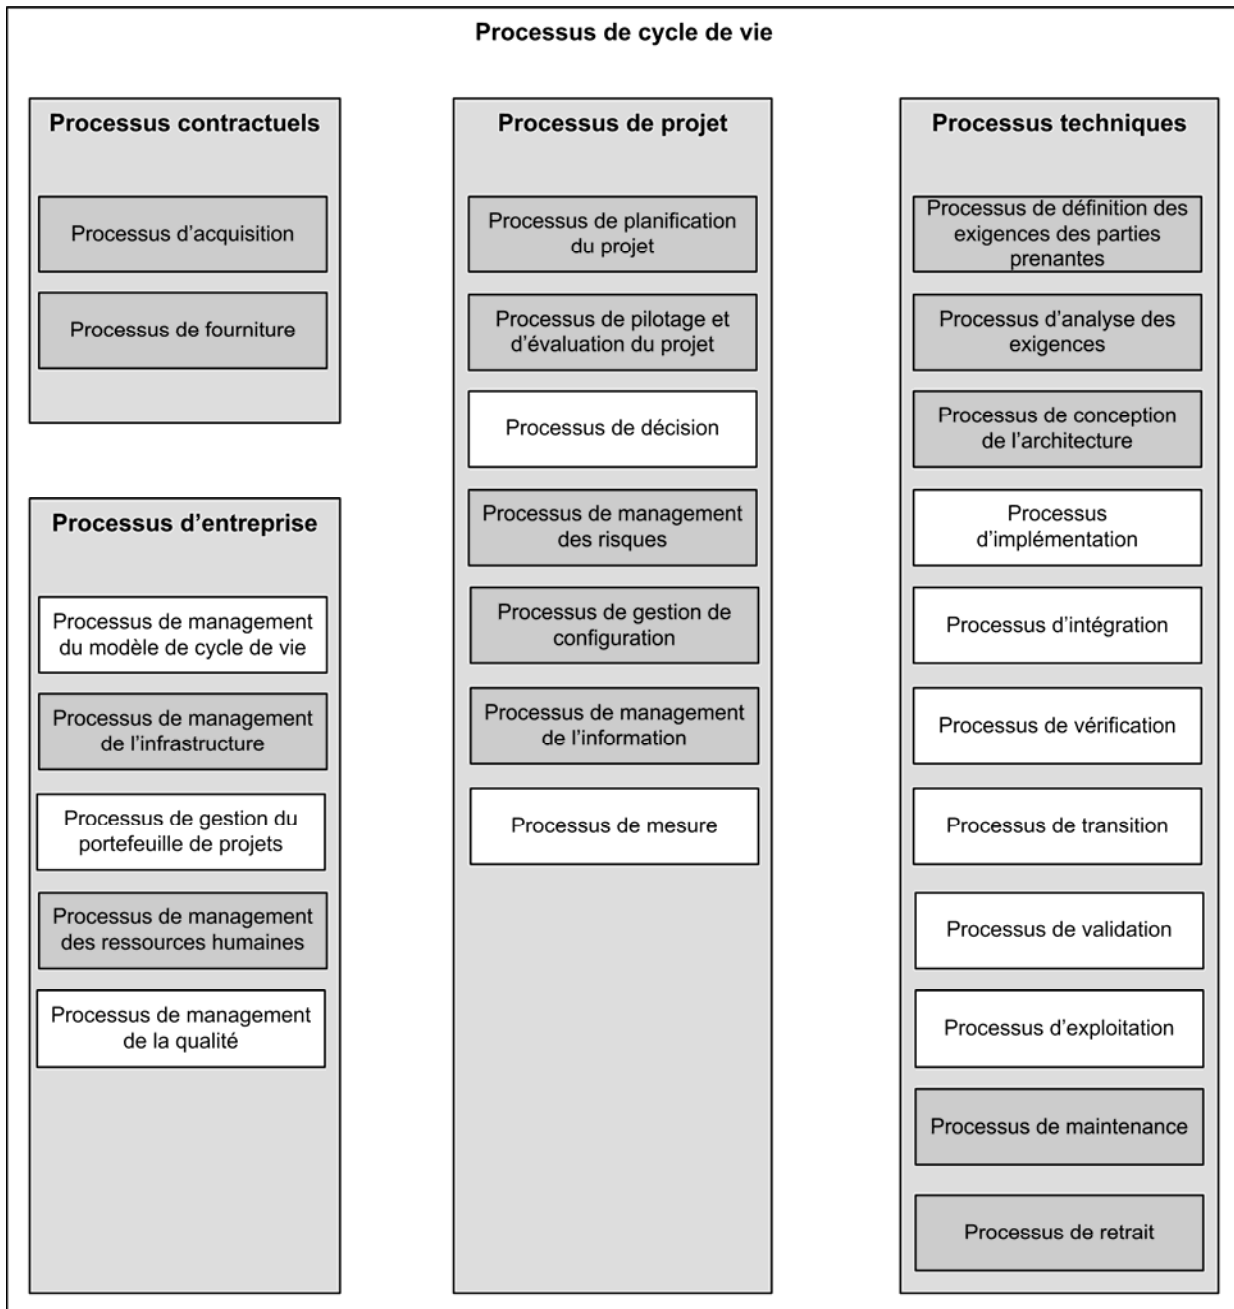 Processus de cycle de vie
Processus contractuels
Processus d’acquisition
Processus de fourniture
Processus d’entreprise
Processus de management
du modèle de cycle de vie
Processus de management
de l’infrastructure
Processus de gestion du
portefeuille de projets
Processus de management
des ressources humaines
Processus de management
de la qualité
Processus de projet
Processus de planification
du projet
Processus de pilotage et
d’évaluation du projet
Processus de décision
Processus de management
des risques
Processus de gestion de
configuration
Processus de management
de l’information
Processus de mesure
Processus techniques
Processus de définition des
exigences des parties
prenantes
Processus d’analyse des
exigences
Processus de conception
de l’architecture
Processus
d’implémentation
Processus d’intégration
Processus de vérification
Processus de transition
Processus de validation
Processus d’exploitation
Processus de maintenance
Processus de retrait